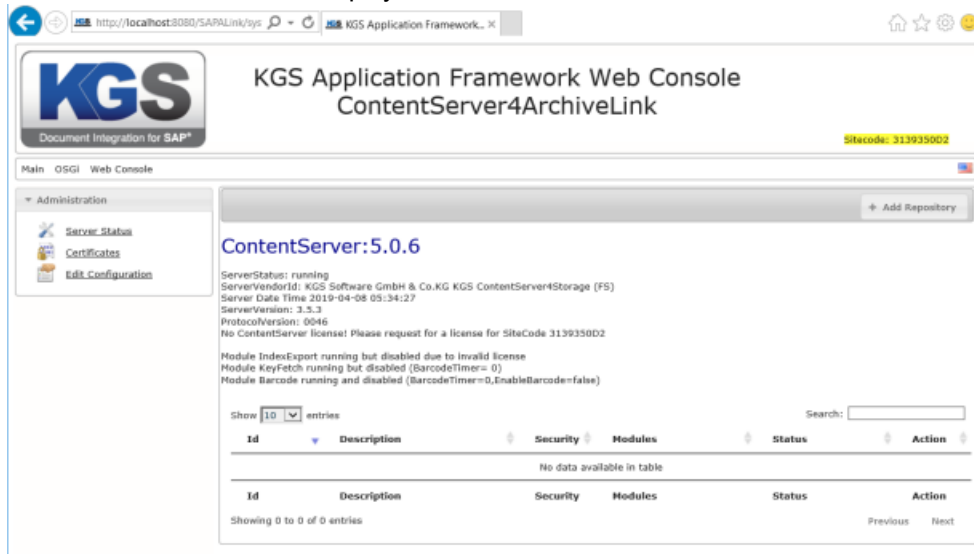 http://localhost:8080/SAPALink/sys
KGS Application Framework...
KGS
Document Integration for SAP®
KGS Application Framework Web Console
ContentServer4ArchiveLink
Sitecode: 3139350D2
Main OSGi Web Console
Administration
+ Add Repository
Server Status
Certificates
Edit Configuration
ContentServer:5.0.6
ServerStatus: running
ServerVendorId: KGS Software GmbH & Co.KG KGS ContentServer4Storage (FS)
Server Date Time 2019-04-08 05:34:27
ServerVersion: 3.5.3
ProtocolVersion: 0046
No ContentServer license! Please request for a license for SiteCode 3139350D2
Module IndexExport running but disabled due to invalid license
Module KeyFetch running but disabled (BarcodeTimer= 0)
Module Barcode running and disabled (BarcodeTimer=0,EnableBarcode=false)
Show 10 entries Search:
Id Description Security Modules Status Action
No data available in table
Id Description Security Modules Status Action
Showing 0 to 0 of 0 entries Previous Next